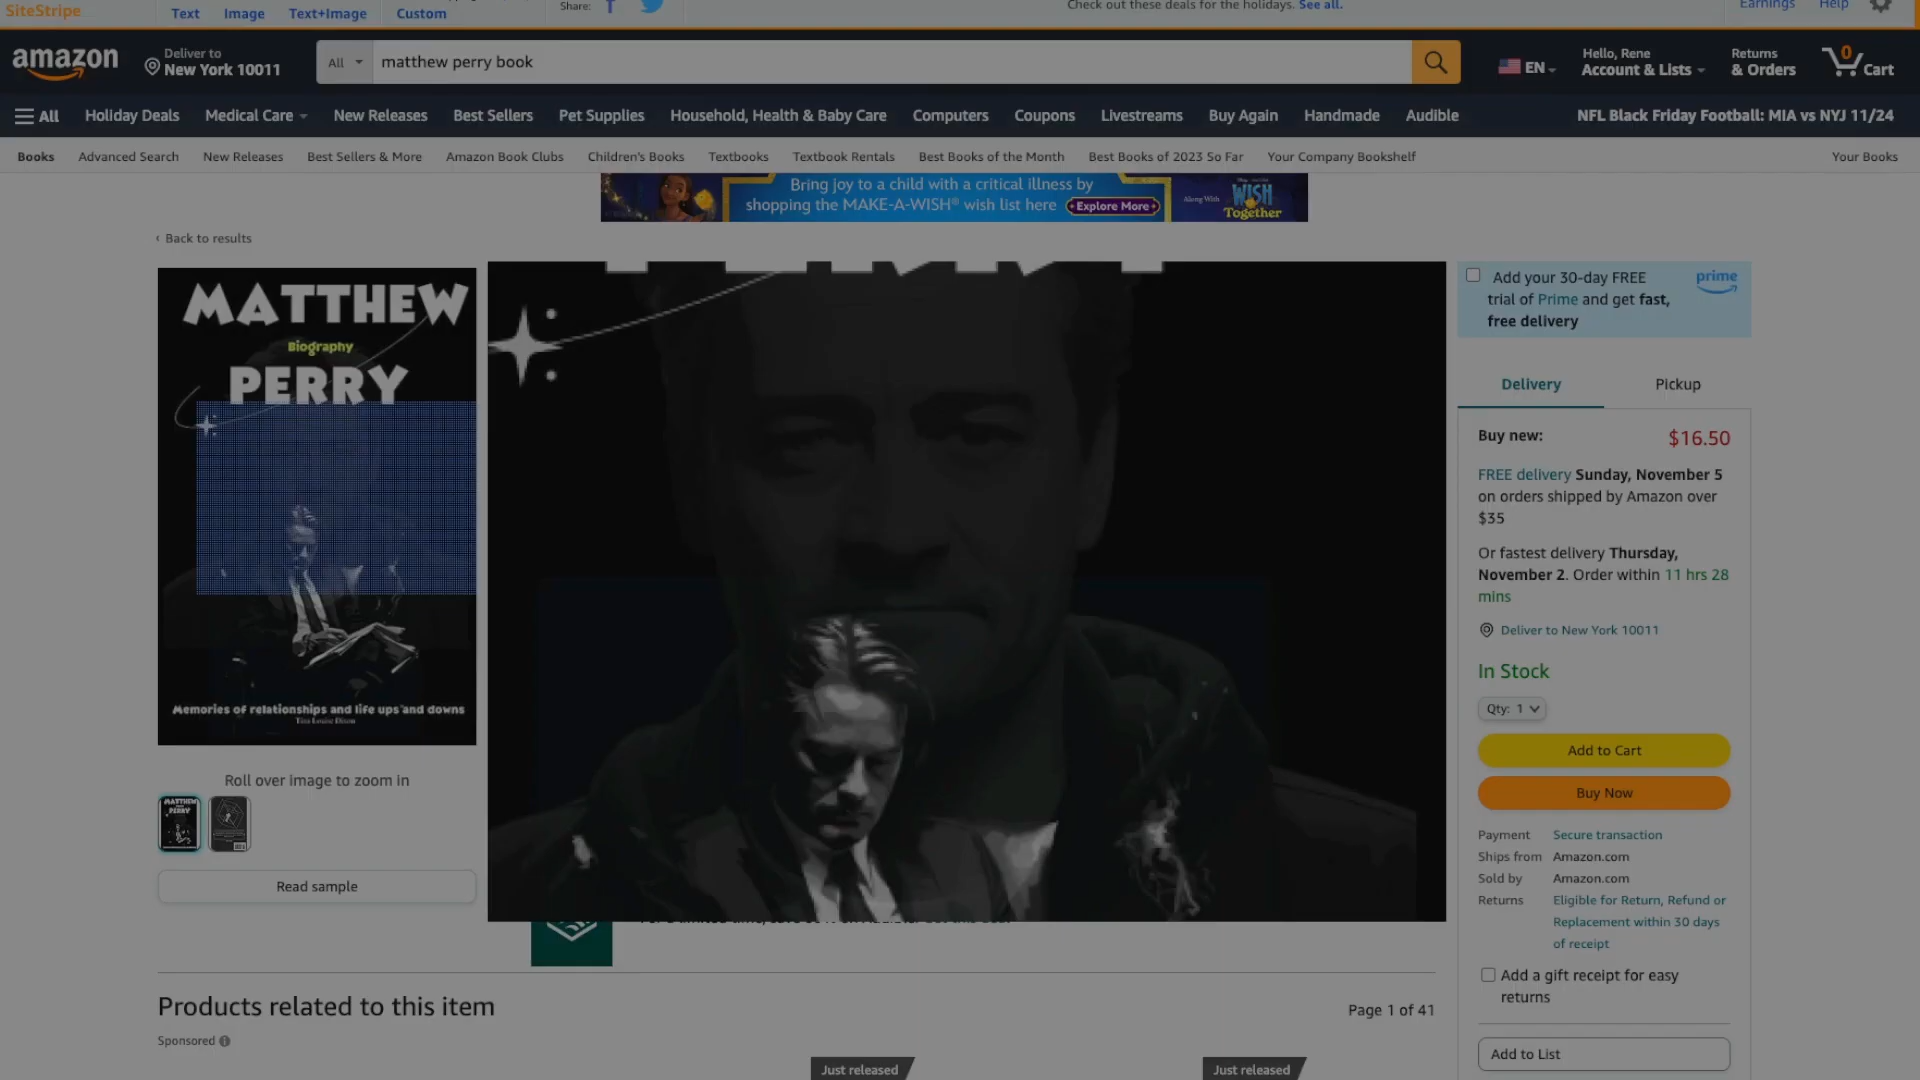 SiteStripe
Text Image Text+Image Custom
Share:
Check out these deals for the holidays. See all.
Earnings Help
amazon
Deliver to
New York 10011
All
matthew perry book
EN
Hello, Rene
Account & Lists
Returns
& Orders
0
Cart
All Holiday Deals Medical Care New Releases Best Sellers Pet Supplies Household, Health & Baby Care Computers Coupons Livestreams Buy Again Handmade Audible
NFL Black Friday Football: MIA vs NYJ 11/24
Books Advanced Search New Releases Best Sellers & More Amazon Book Clubs Children's Books Textbooks Textbook Rentals Best Books of the Month Best Books of 2023 So Far Your Company Bookshelf Your Books
Bring joy to a child with a critical illness by
shopping the MAKE-A-WISH® wish list here
Explore More
Along With
WISH
Together
‹ Back to results
MATTHEW
Biography
PERRY
Memories of relationships and life ups and downs
Roll over image to zoom in
MATTHEW
PERRY
Read sample
Add your 30-day FREE
trial of Prime and get fast,
free delivery
prime
Delivery
Pickup
Buy new:
$16.50
FREE delivery Sunday, November 5
on orders shipped by Amazon over
$35
Or fastest delivery Thursday,
November 2. Order within 11 hrs 28
mins
Deliver to New York 10011
In Stock
Qty: 1
Add to Cart
Buy Now
Payment Secure transaction
Ships from Amazon.com
Sold by Amazon.com
Returns Eligible for Return, Refund or
Replacement within 30 days
of receipt
Add a gift receipt for easy
returns
Add to List
Products related to this item
Page 1 of 41
Sponsored
Just released
Just released